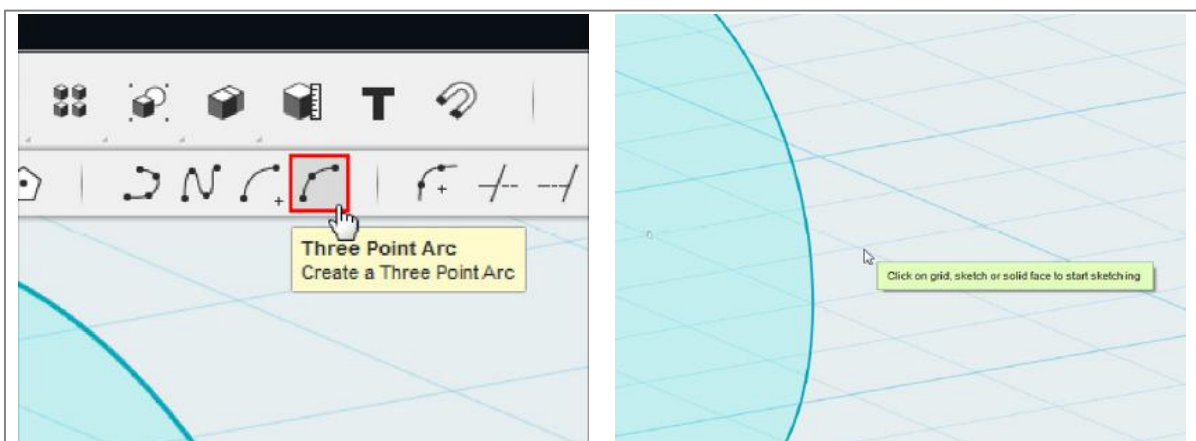 Three Point Arc
Create a Three Point Arc
Click on grid, sketch or solid face to start sketching